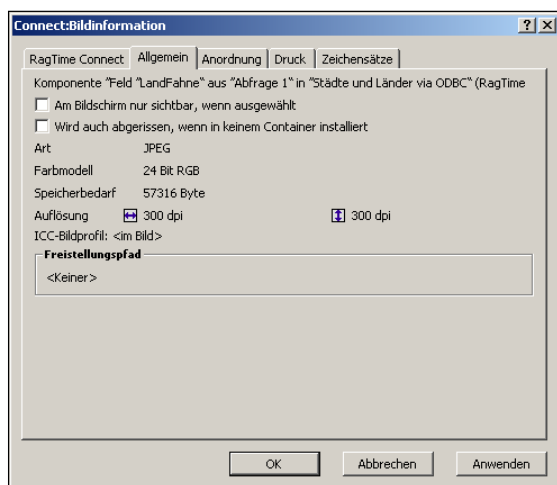 Connect:Bildinformation
RagTime Connect Allgemein Anordnung Druck Zeichensätze
Komponente "Feld "LandFahne" aus "Abfrage 1" in "Städte und Länder via ODBC" (RagTime
Am Bildschirm nur sichtbar, wenn ausgewählt
Wird auch abgerissen, wenn in keinem Container installiert
Art JPEG
Farbmodell 24 Bit RGB
Speicherbedarf 57316 Byte
Auflösung 300 dpi 300 dpi
ICC-Bildprofil: <im Bild>
Freistellungspfad
<Keiner>
OK Abbrechen Anwenden